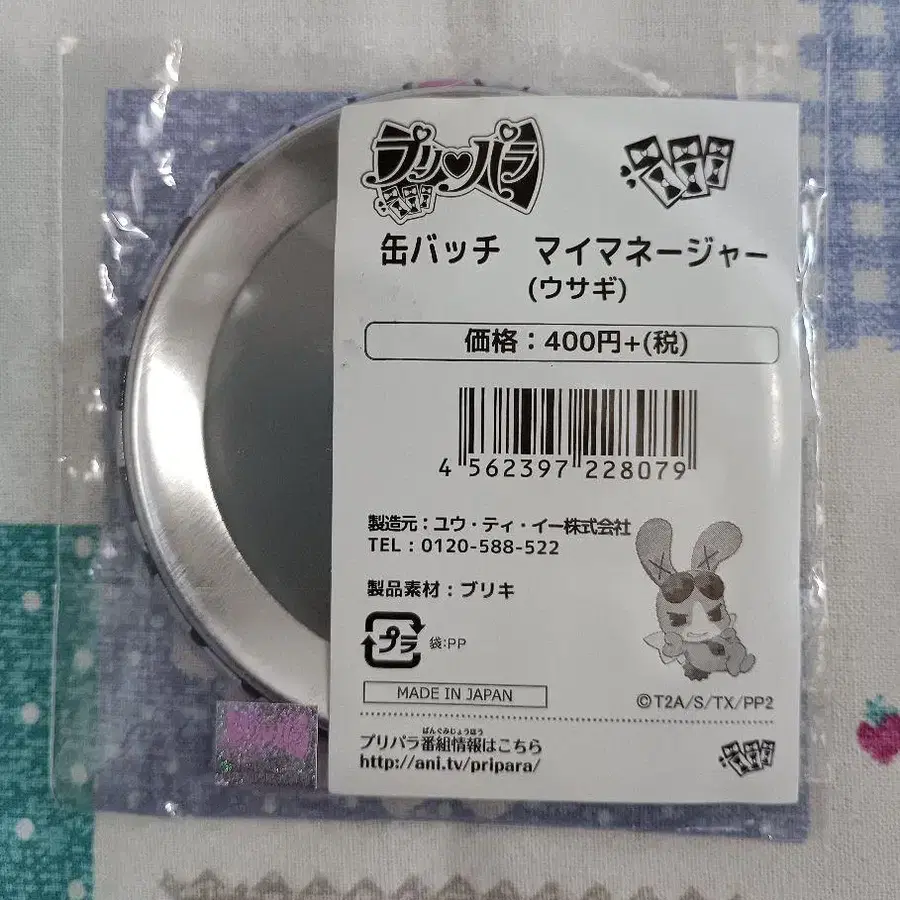 プリ♥パラ
缶バッチ　マイマネージャー
(ウサギ)
価格：400円+(税)
4 562397 228079
製造元：ユウ・ティ・イー株式会社
TEL：0120-588-522
製品素材：ブリキ
プラ 袋:PP
MADE IN JAPAN
©T2A/S/TX/PP2
ばんぐみじょうほう
プリパラ番組情報はこちら
http://ani.tv/pripara/